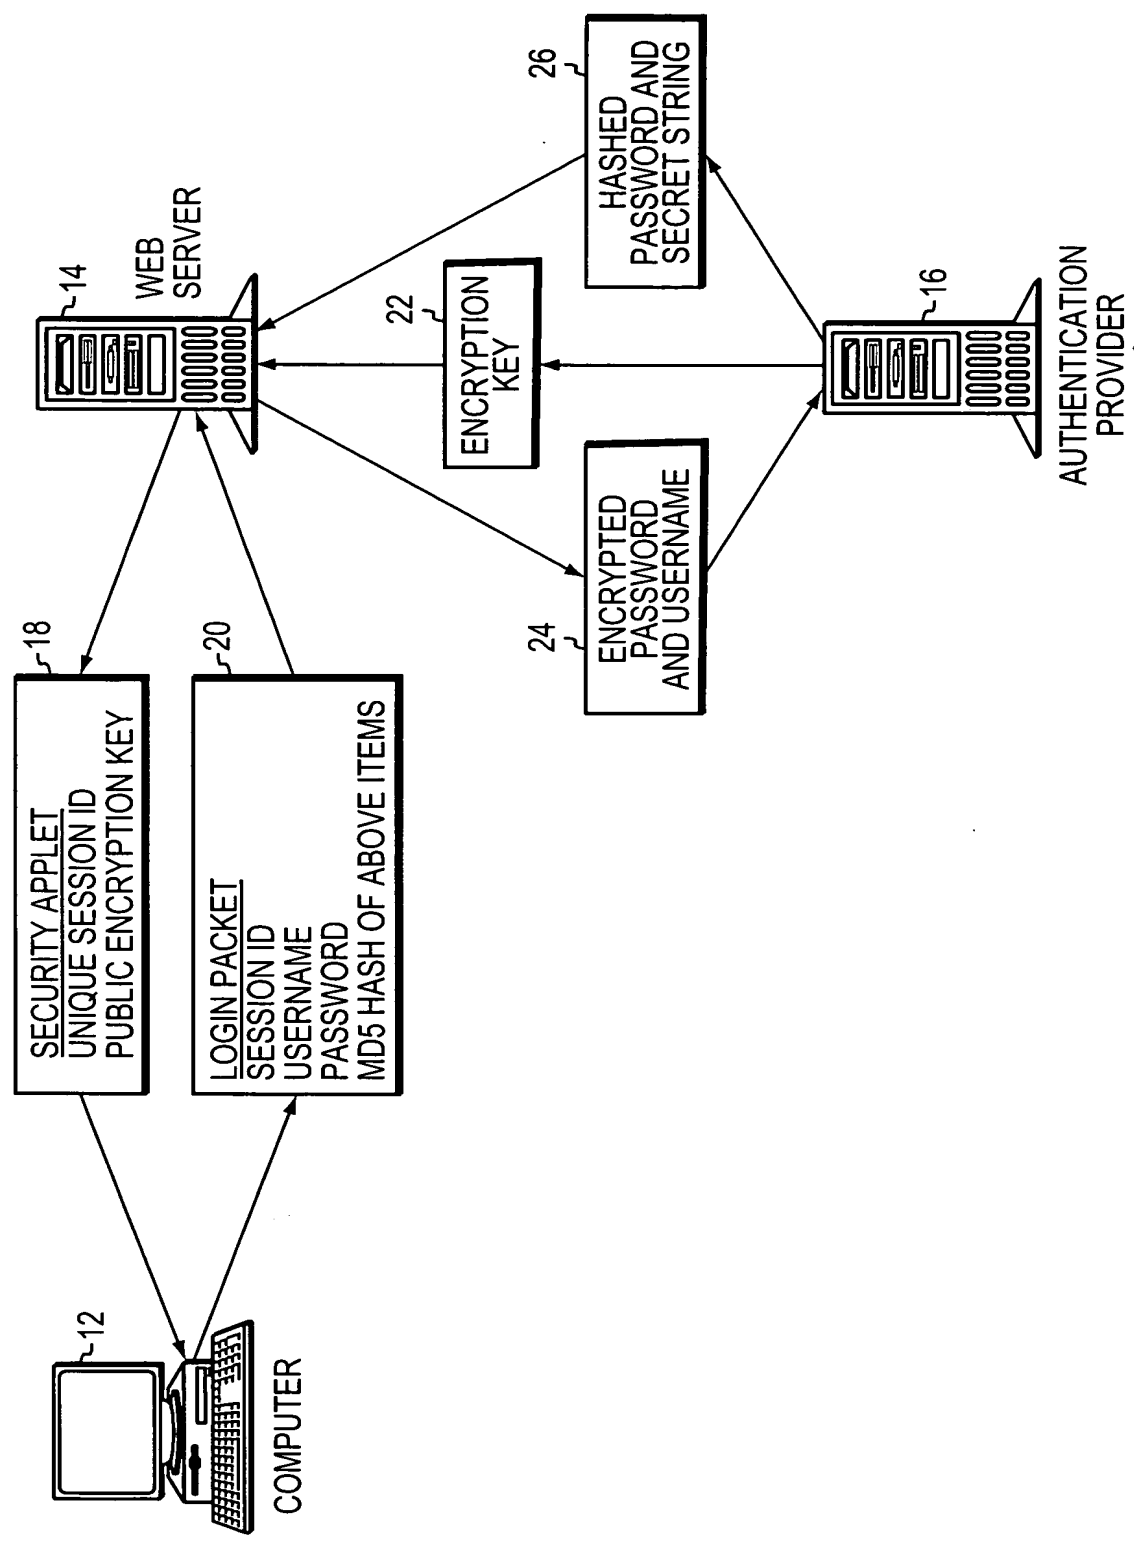 12
COMPUTER
SECURITY APPLET
UNIQUE SESSION ID
PUBLIC ENCRYPTION KEY
18
LOGIN PACKET
SESSION ID
USERNAME
PASSWORD
MD5 HASH OF ABOVE ITEMS
20
14
WEB
SERVER
24
ENCRYPTED
PASSWORD
AND USERNAME
22
ENCRYPTION
KEY
26
HASHED
PASSWORD AND
SECRET STRING
16
AUTHENTICATION
PROVIDER